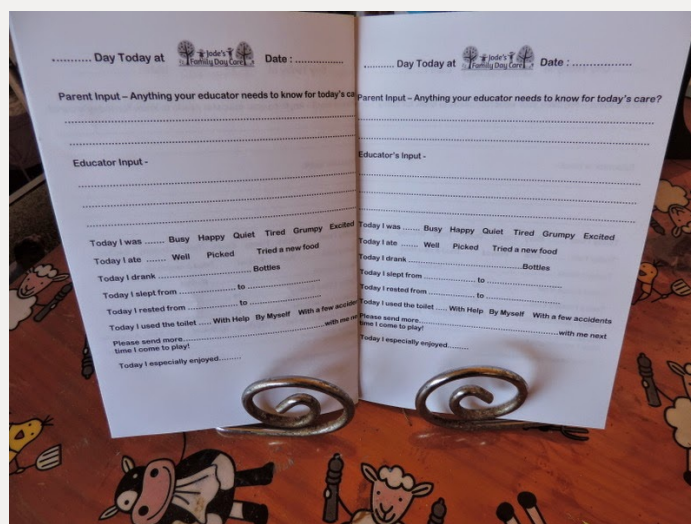 ............ Day Today at Jode's Family Day Care Date : ...............
Parent Input – Anything your educator needs to know for today's ca
Educator Input -
Today I was ....... Busy Happy Quiet Tired Grumpy Excited
Today I ate ....... Well Picked Tried a new food
Today I drank ................................ Bottles
Today I slept from ................... to ........................
Today I rested from ................. to ........................
Today I used the toilet ..... With Help By Myself With a few accide
Please send more................................................with me n
time I come to play!
Today I especially enjoyed.........
.......... Day Today at Jode's Family Day Care Date : ...............
Parent Input – Anything your educator needs to know for today's care?
Educator's Input -
Today I was ....... Busy Happy Quiet Tired Grumpy Excited
Today I ate ....... Well Picked Tried a new food
Today I drank ......................................Bottles
Today I slept from ................... to ..........................
Today I rested from ................. to ..........................
Today I used the toilet ..... With Help By Myself With a few accidents
Please send more................................................with me next
time I come to play!
Today I especially enjoyed.........